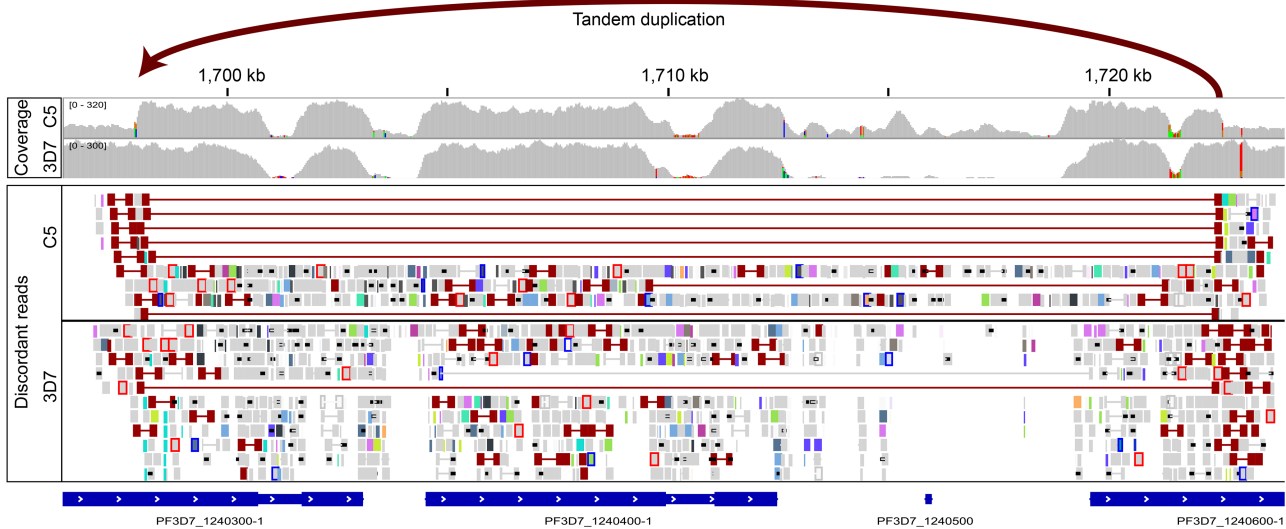 Tandem duplication
1,700 kb
1,710 kb
1,720 kb
Coverage
C5
[0 - 320]
3D7
[0 - 300]
Discordant reads
C5
3D7
PF3D7_1240300-1
PF3D7_1240400-1
PF3D7_1240500
PF3D7_1240600-1